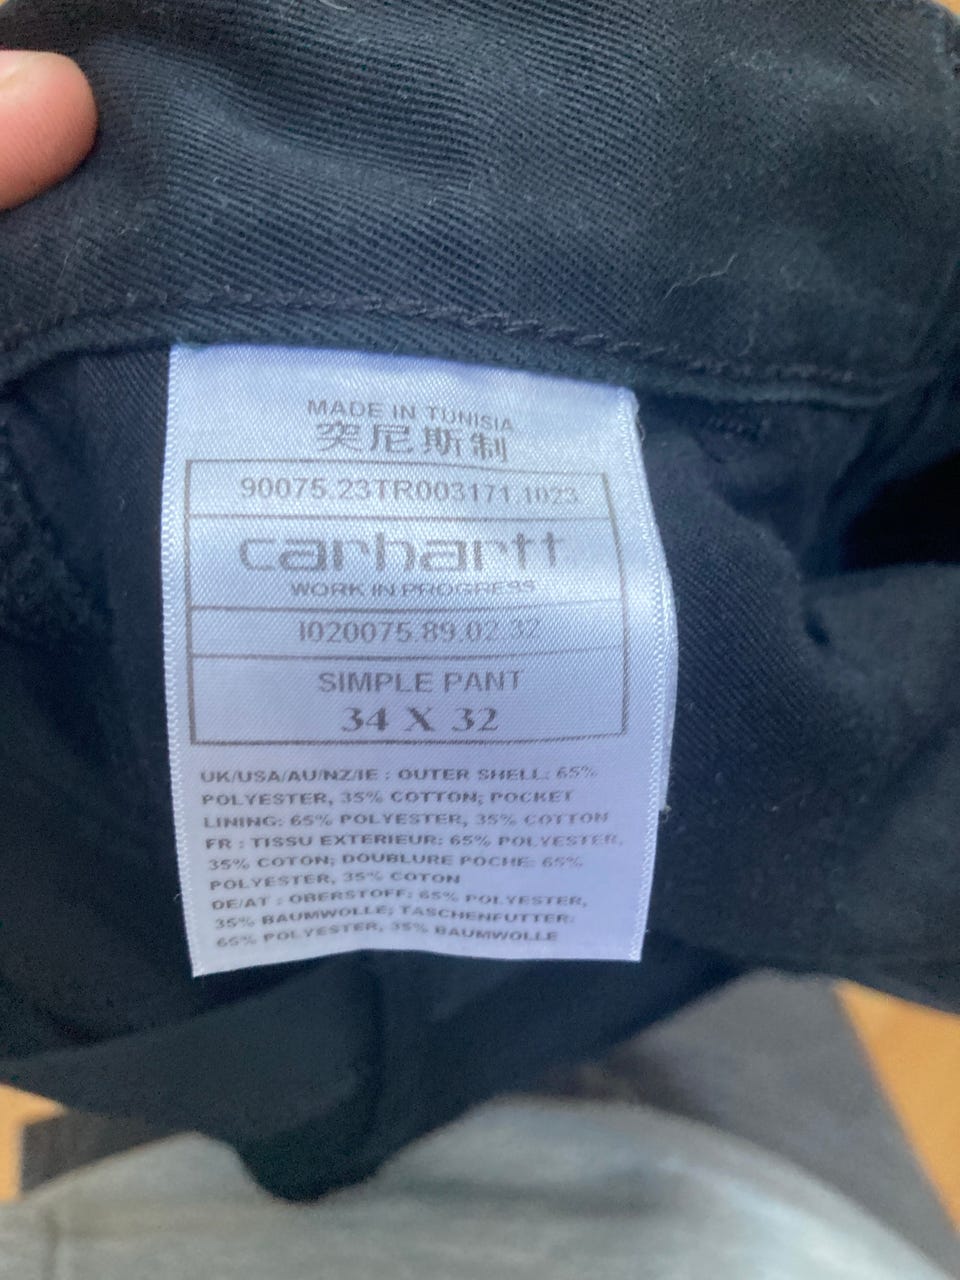 MADE IN TUNISIA
突尼斯制
90075.23TR003171.1023
carhartt
WORK IN PROGRESS
I020075.89.02.32
SIMPLE PANT
34 X 32
UK/USA/AU/NZ/IE : OUTER SHELL: 65%
POLYESTER, 35% COTTON; POCKET
LINING: 65% POLYESTER, 35% COTTON
FR : TISSU EXTERIEUR: 65% POLYESTER,
35% COTON; DOUBLURE POCHE: 65%
POLYESTER, 35% COTON
DE/AT : OBERSTOFF: 65% POLYESTER,
35% BAUMWOLLE; TASCHENFUTTER:
65% POLYESTER, 35% BAUMWOLLE